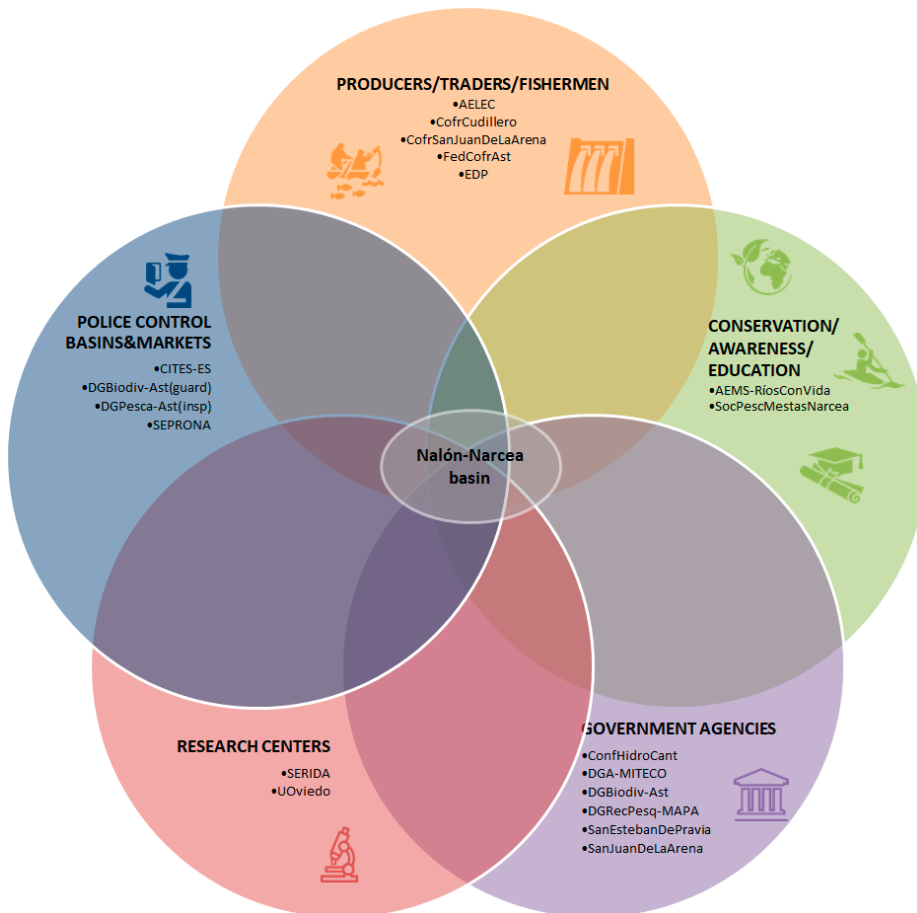 PRODUCERS/TRADERS/FISHERMEN
•AELEC
•CofrCudillero
•CofrSanJuanDeLaArena
•FedCofrAst
•EDP
POLICE CONTROL
BASINS&MARKETS
•CITES-ES
•DGBiodiv-Ast(guard)
•DGPesca-Ast(insp)
•SEPRONA
CONSERVATION/
AWARENESS/
EDUCATION
•AEMS-RíosConVida
•SocPescMestasNarcea
Nalón-Narcea
basin
RESEARCH CENTERS
•SERIDA
•UOviedo
GOVERNMENT AGENCIES
•ConfHidroCant
•DGA-MITECO
•DGBiodiv-Ast
•DGRecPesq-MAPA
•SanEstebanDePravia
•SanJuanDeLaArena